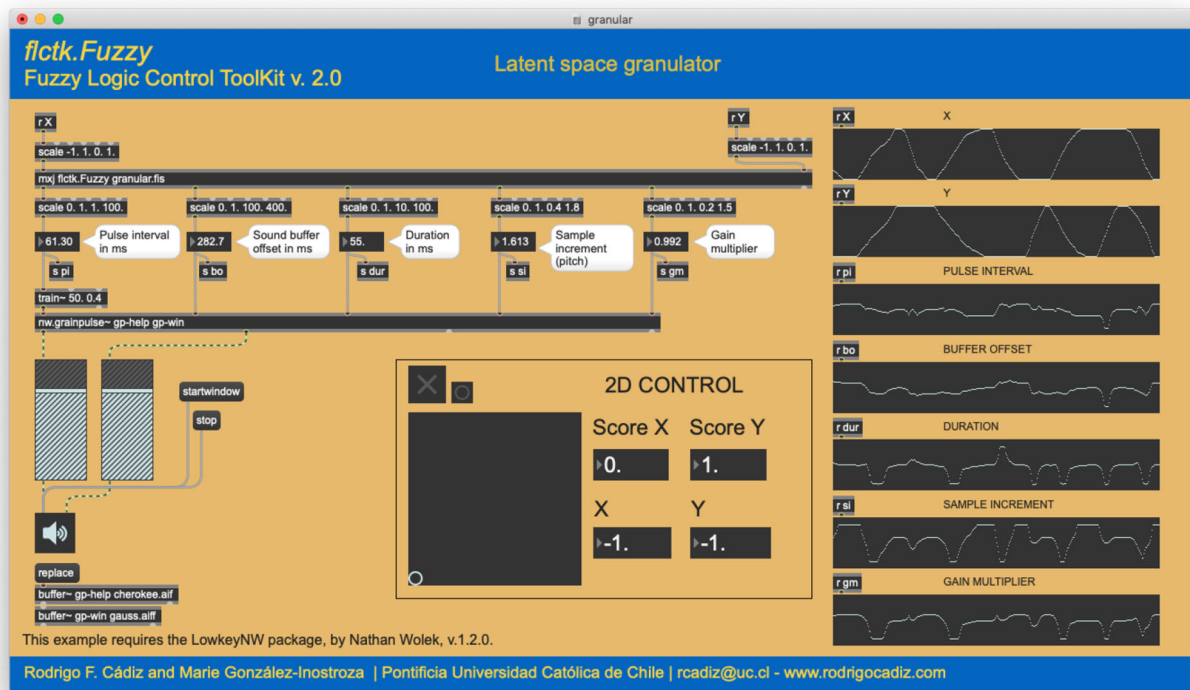 granular
flctk.Fuzzy
Fuzzy Logic Control ToolKit v. 2.0
Latent space granulator
r X
scale -1. 1. 0. 1.
r Y
scale -1. 1. 0. 1.
mxj flctk.Fuzzy granular.fis
scale 0. 1. 1. 100.
scale 0. 1. 100. 400.
scale 0. 1. 10. 100.
scale 0. 1. 0.4 1.8
scale 0. 1. 0.2 1.5
61.30
Pulse interval
in ms
282.7
Sound buffer
offset in ms
55.
Duration
in ms
1.613
Sample
increment
(pitch)
0.992
Gain
multiplier
s pi
s bo
s dur
s si
s gm
train~ 50. 0.4
nw.grainpulse~ gp-help gp-win
startwindow
stop
replace
buffer~ gp-help cherokee.aif
buffer~ gp-win gauss.aiff
This example requires the LowkeyNW package, by Nathan Wolek, v.1.2.0.
2D CONTROL
Score X Score Y
0. 1.
X Y
-1. -1.
r X
X
r Y
Y
r pi
PULSE INTERVAL
r bo
BUFFER OFFSET
r dur
DURATION
r si
SAMPLE INCREMENT
r gm
GAIN MULTIPLIER
Rodrigo F. Cádiz and Marie González-Inostroza | Pontificia Universidad Católica de Chile | rcadiz@uc.cl - www.rodrigocadiz.com